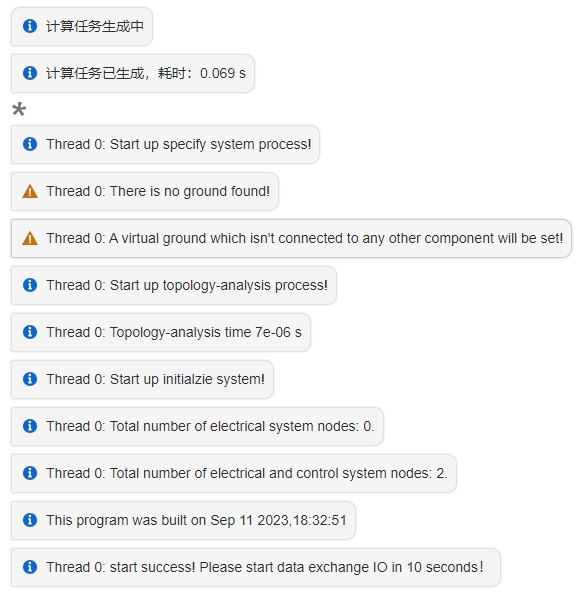 计算任务生成中
计算任务已生成，耗时：0.069 s
*
Thread 0: Start up specify system process!
Thread 0: There is no ground found!
Thread 0: A virtual ground which isn't connected to any other component will be set!
Thread 0: Start up topology-analysis process!
Thread 0: Topology-analysis time 7e-06 s
Thread 0: Start up initialzie system!
Thread 0: Total number of electrical system nodes: 0.
Thread 0: Total number of electrical and control system nodes: 2.
This program was built on Sep 11 2023,18:32:51
Thread 0: start success! Please start data exchange IO in 10 seconds！